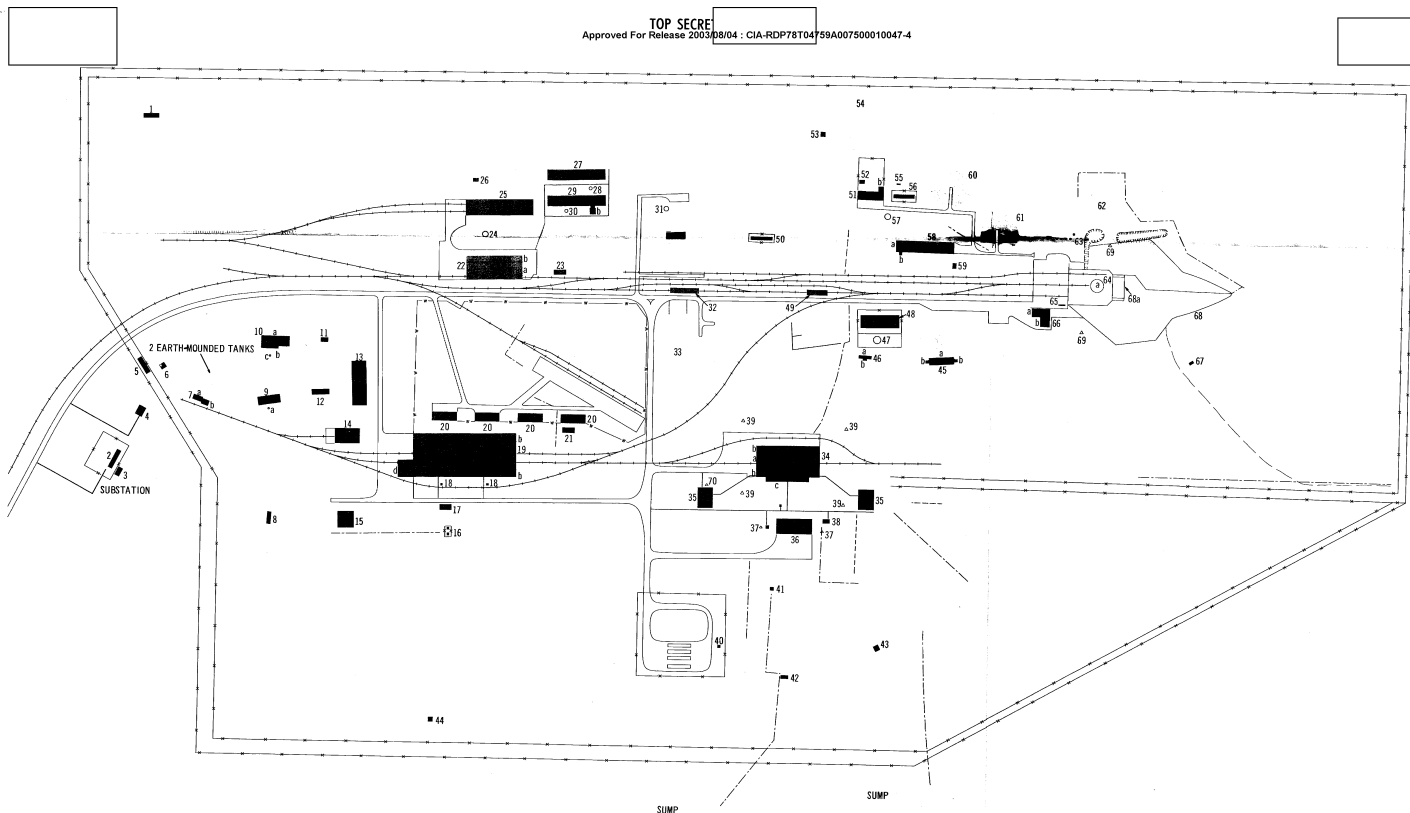 TOP SECRE
Approved For Release 2003/08/04 : CIA-RDP78T04759A007500010047-4
54
1
53
27
52
55
26
b
60
25
51
56
29
28
62
30
b
31
57
61
24
58
63
50
a
69
b
b
22
b
59
a
23
64
a
68a
32
49
65
68
10
a
11
48
a
66
b
c
b
2 EARTH-MOUNDED TANKS
33
47
69
13
a
46
b
b
a
b
45
67
5
6
7
a
b
9
a
12
4
20
20
20
20
21
39
39
14
b
19
b
a
34
2
d
b
b
3
18
18
c
SUBSTATION
70
39
39
35
35
8
15
17
16
37
36
38
37
41
40
43
42
44
SUMP
SUMP